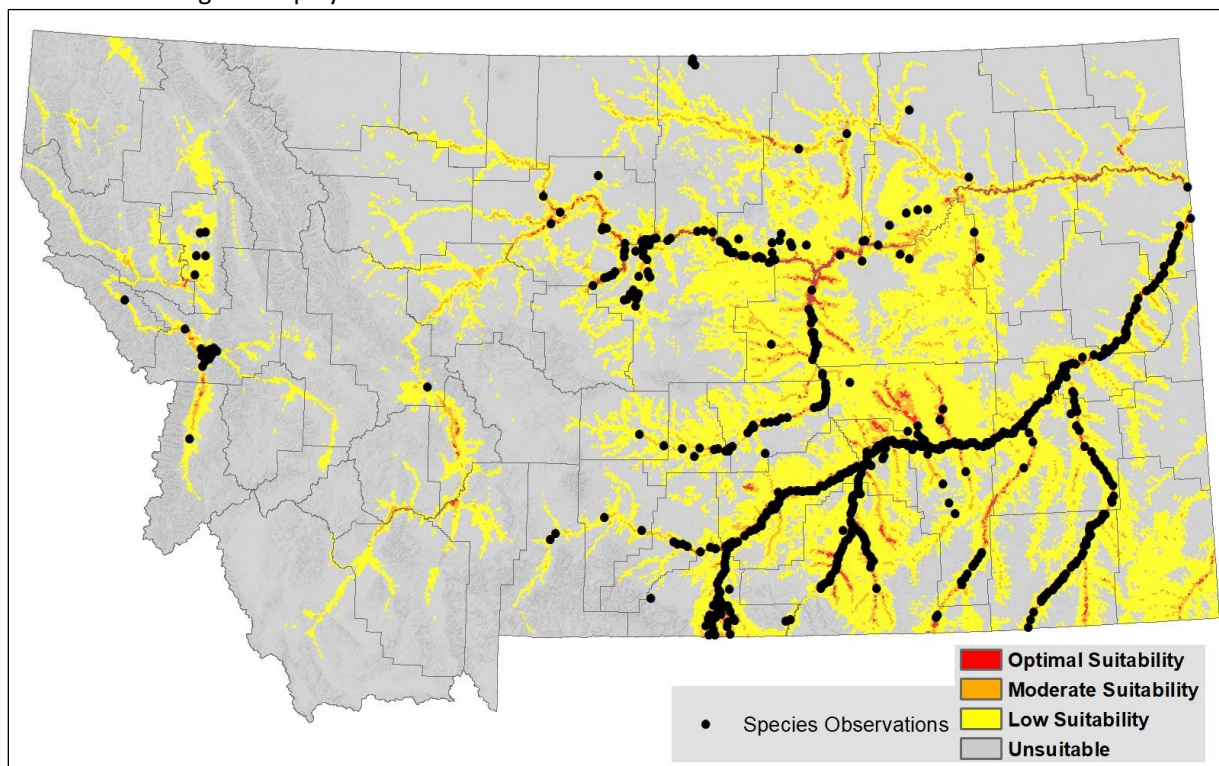 Optimal Suitability
Moderate Suitability
Species Observations
Low Suitability
Unsuitable